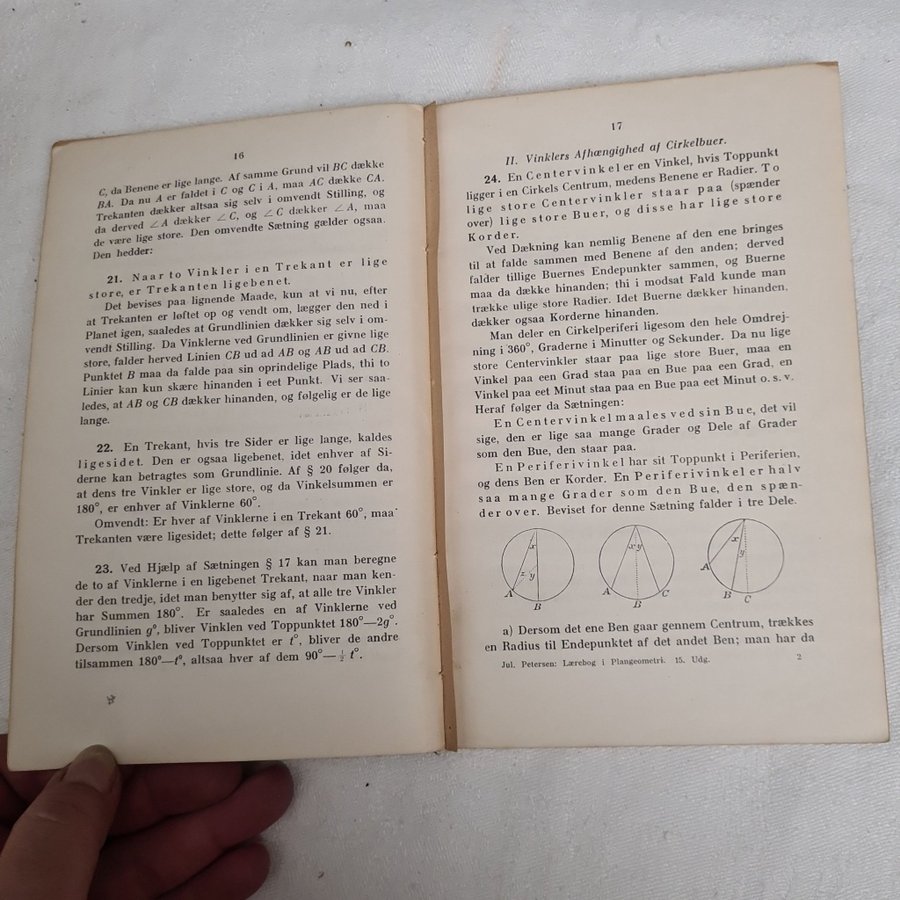 16
C, da Benene er lige lange. Af samme Grund vil BC dække
BA. Da nu A er faldet i C og C i A, maa AC dække CA.
Trekanten dækker altsaa sig selv i omvendt Stilling, og
da derved ∠A dækker ∠C, og ∠C dækker ∠A, maa
de være lige store. Den omvendte Sætning gælder ogsaa.
Den hedder:
21. Naar to Vinkler i en Trekant er lige
store, er Trekanten ligebenet.
Det bevises paa lignende Maade, kun at vi nu, efter
at Trekanten er løftet op og vendt om, lægger den ned i
Planet igen, saaledes at Grundlinien dækker sig selv i om-
vendt Stilling. Da Vinklerne ved Grundlinien er givne lige
store, falder herved Linien CB ud ad AB og AB ud ad CB.
Punktet B maa da falde paa sin oprindelige Plads, thi to
Linier kan kun skære hinanden i eet Punkt. Vi ser saa-
ledes, at AB og CB dækker hinanden, og følgelig er de lige
lange.
22. En Trekant, hvis tre Sider er lige lange, kaldes
ligesidet. Den er ogsaa ligebenet, idet enhver af Si-
derne kan betragtes som Grundlinie. Af § 20 følger da,
at dens tre Vinkler er lige store, og da Vinkelsummen er
180°, er enhver af Vinklerne 60°.
Omvendt: Er hver af Vinklerne i en Trekant 60°, maa
Trekanten være ligesidet; dette følger af § 21.
23. Ved Hjælp af Sætningen § 17 kan man beregne
de to af Vinklerne i en ligebenet Trekant, naar man ken-
der den tredje, idet man benytter sig af, at alle tre Vinkler
har Summen 180°. Er saaledes en af Vinklerne ved
Grundlinien g°, bliver Vinklen ved Toppunktet 180°—2g°.
Dersom Vinklen ved Toppunktet er t°, bliver de andre
tilsammen 180°—t°, altsaa hver af dem 90°—½ t°.
17
II. Vinklers Afhængighed af Cirkelbuer.
24. En Centervinkel er en Vinkel, hvis Toppunkt
ligger i en Cirkels Centrum, medens Benene er Radier. To
lige store Centervinkler staar paa (spænder
over) lige store Buer, og disse har lige store
Korder.
Ved Dækning kan nemlig Benene af den ene bringes
til at falde sammen med Benene af den anden; derved
falder tillige Buernes Endepunkter sammen, og Buerne
maa da dække hinanden; thi i modsat Fald kunde man
trække ulige store Radier. Idet Buerne dækker hinanden,
dækker ogsaa Korderne hinanden.
Man deler en Cirkelperiferi ligesom den hele Omdrej-
ning i 360°, Graderne i Minutter og Sekunder. Da nu lige
store Centervinkler staar paa lige store Buer, maa en
Vinkel paa een Grad staa paa en Bue paa een Grad, en
Vinkel paa eet Minut staa paa en Bue paa eet Minut o. s. v.
Heraf følger da Sætningen:
En Centervinkel maales ved sin Bue, det vil
sige, den er lige saa mange Grader og Dele af Grader
som den Bue, den staar paa.
En Periferivinkel har sit Toppunkt i Periferien,
og dens Ben er Korder. En Periferivinkel er halv
saa mange Grader som den Bue, den spæn-
der over. Beviset for denne Sætning falder i tre Dele.
x
z y
A
B
x y
A
B
C
x
y
A
B
C
a) Dersom det ene Ben gaar gennem Centrum, trækkes
en Radius til Endepunktet af det andet Ben; man har da
Jul. Petersen: Lærebog i Plangeometri. 15. Udg. 2